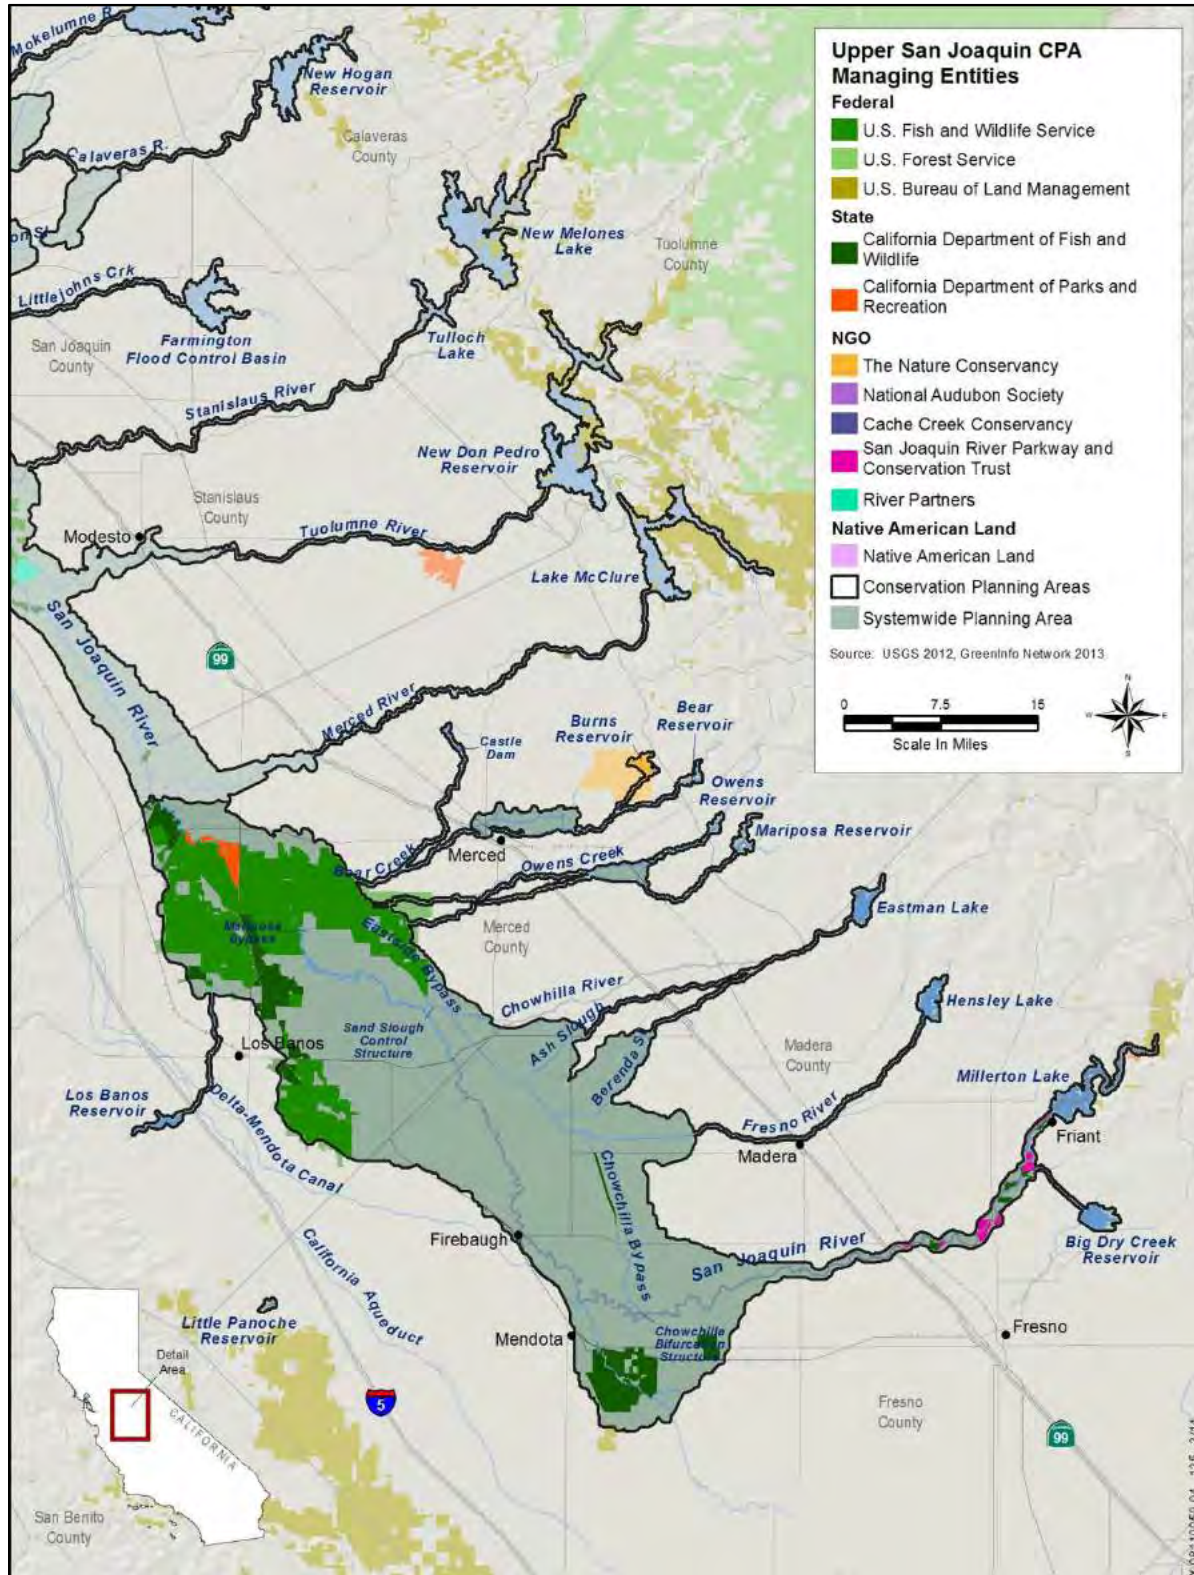 Mokelumne R.
New Hogan
Reservoir
Calaveras
County
Calaveras R.
New Melones
Lake
Tuolumne
County
Littlejohns Crk
San Joaquin
County
Farmington
Flood Control Basin
Tulloch
Lake
Stanislaus River
New Don Pedro
Reservoir
Stanislaus
County
Modesto
Tuolumne River
Lake McClure
San Joaquin River
99
Merced River
Castle
Dam
Burns
Reservoir
Bear
Reservoir
Owens
Reservoir
Mariposa Reservoir
Merced
Bear Creek
Owens Creek
Mariposa
Bypass
Eastside Bypass
Merced
County
Eastman Lake
Chowhilla River
Ash Slough
Berenda S
Hensley Lake
Sand Slough
Control
Structure
Los Banos
Los Banos
Reservoir
Delta-Mendota Canal
Madera
County
Millerton Lake
Fresno River
Madera
Friant
Chowchilla Bypass
Firebaugh
San Joaquin River
Big Dry Creek
Reservoir
California Aqueduct
Little Panoche
Reservoir
Mendota
Chowchilla
Bifurcation
Structure
Fresno
Detail
Area
CALIFORNIA
5
Fresno
County
99
San Benito
County
Upper San Joaquin CPA
Managing Entities
Federal
U.S. Fish and Wildlife Service
U.S. Forest Service
U.S. Bureau of Land Management
State
California Department of Fish and
Wildlife
California Department of Parks and
Recreation
NGO
The Nature Conservancy
National Audubon Society
Cache Creek Conservancy
San Joaquin River Parkway and
Conservation Trust
River Partners
Native American Land
Native American Land
Conservation Planning Areas
Systemwide Planning Area
Source: USGS 2012, GreenInfo Network 2013
0 7.5 15
Scale In Miles
N
W E
S